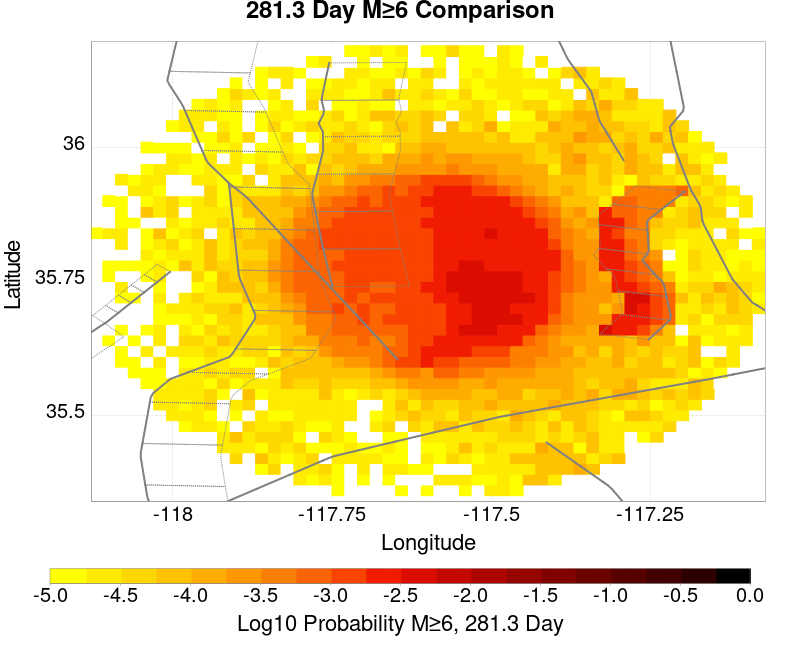 281.3 Day M≥6 Comparison
36
35.75
35.5
Latitude
-118 -117.75 -117.5 -117.25
Longitude
-5.0 -4.5 -4.0 -3.5 -3.0 -2.5 -2.0 -1.5 -1.0 -0.5 0.0
Log10 Probability M≥6, 281.3 Day